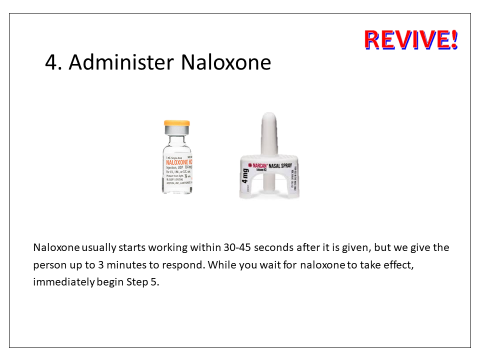 REVIVE!
4. Administer Naloxone
NALOXONE
NARCAN NASAL SPRAY
4 mg
Naloxone usually starts working within 30-45 seconds after it is given, but we give the
person up to 3 minutes to respond. While you wait for naloxone to take effect,
immediately begin Step 5.